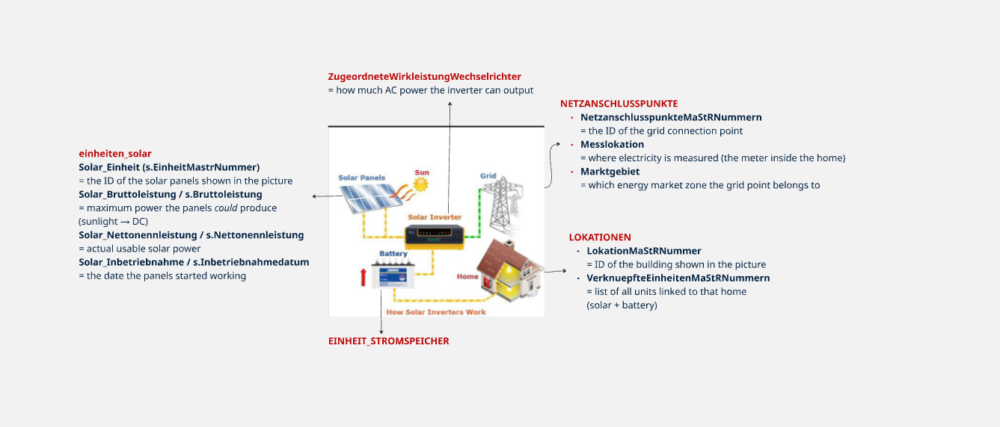 ZugeordneteWirkleistungWechselrichter
= how much AC power the inverter can output
NETZANSCHLUSSPUNKTE
• NetzanschlusspunkteMaStRNummern
= the ID of the grid connection point
• Messlokation
= where electricity is measured (the meter inside the home)
• Marktgebiet
= which energy market zone the grid point belongs to
einheiten_solar
Solar_Einheit (s.EinheitMastrNummer)
= the ID of the solar panels shown in the picture
Solar_Bruttoleistung / s.Bruttoleistung
= maximum power the panels could produce
(sunlight → DC)
Solar_Nettonennleistung / s.Nettonennleistung
= actual usable solar power
Solar_Inbetriebnahme / s.Inbetriebnahmedatum
= the date the panels started working
Solar Panels
Sun
Grid
Solar Inverter
Battery
Home
How Solar Inverters Work
LOKATIONEN
• LokationMaStRNummer
= ID of the building shown in the picture
• VerknuepfteEinheitenMaStRNummern
= list of all units linked to that home
(solar + battery)
EINHEIT_STROMSPEICHER